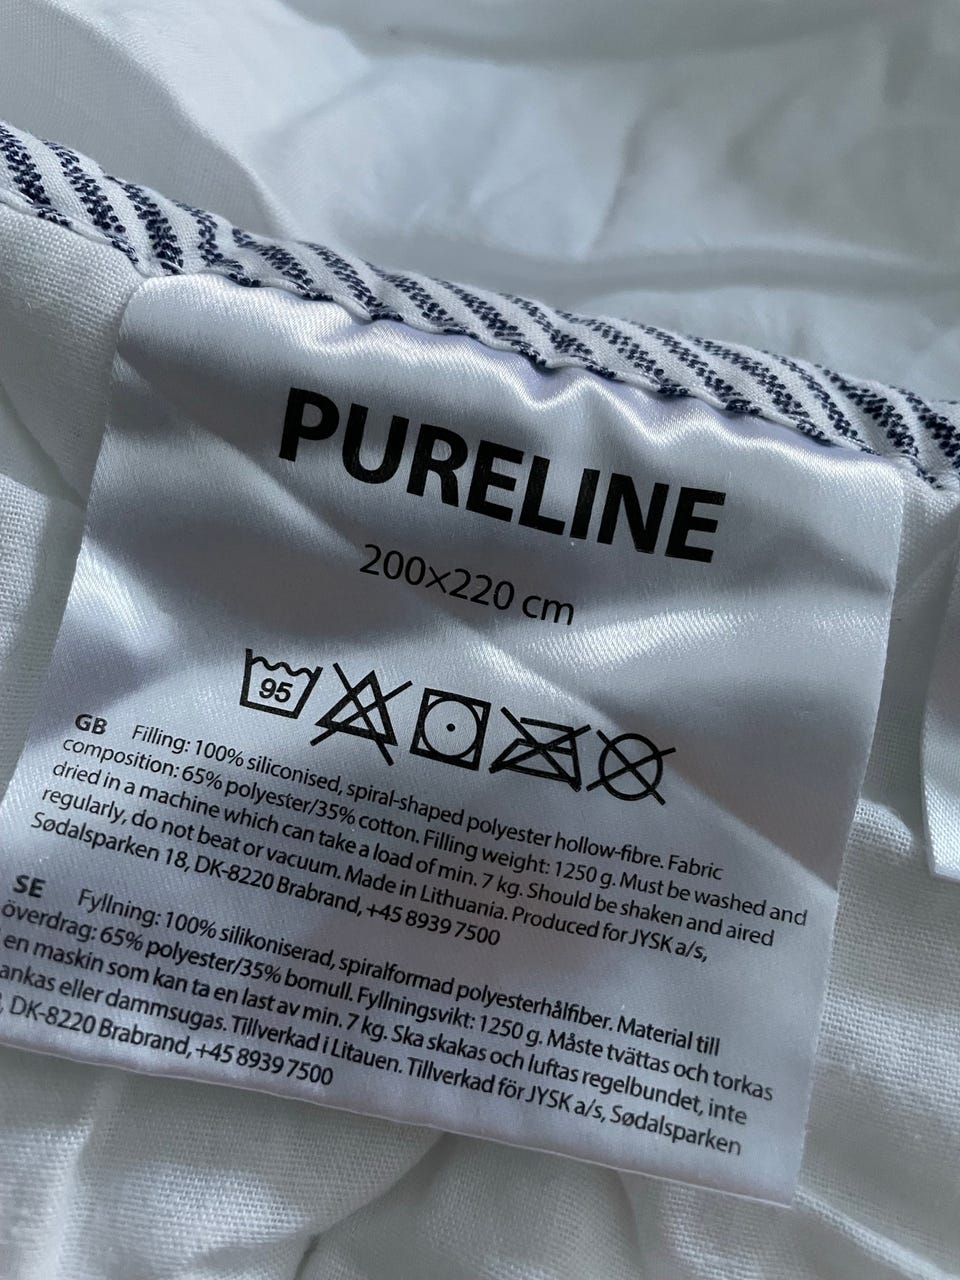 PURELINE
200×220 cm
95
GB Filling: 100% siliconised, spiral-shaped polyester hollow-fibre. Fabric
composition: 65% polyester/35% cotton. Filling weight: 1250 g. Must be washed and
dried in a machine which can take a load of min. 7 kg. Should be shaken and aired
regularly, do not beat or vacuum. Made in Lithuania. Produced for JYSK a/s,
Sødalsparken 18, DK-8220 Brabrand, +45 8939 7500
SE Fyllning: 100% silikoniserad, spiralformad polyesterhålfiber. Material till
överdrag: 65% polyester/35% bomull. Fyllningsvikt: 1250 g. Måste tvättas och torkas
en maskin som kan ta en last av min. 7 kg. Ska skakas och luftas regelbundet, inte
ankas eller dammsugas. Tillverkad i Litauen. Tillverkad för JYSK a/s, Sødalsparken
, DK-8220 Brabrand, +45 8939 7500